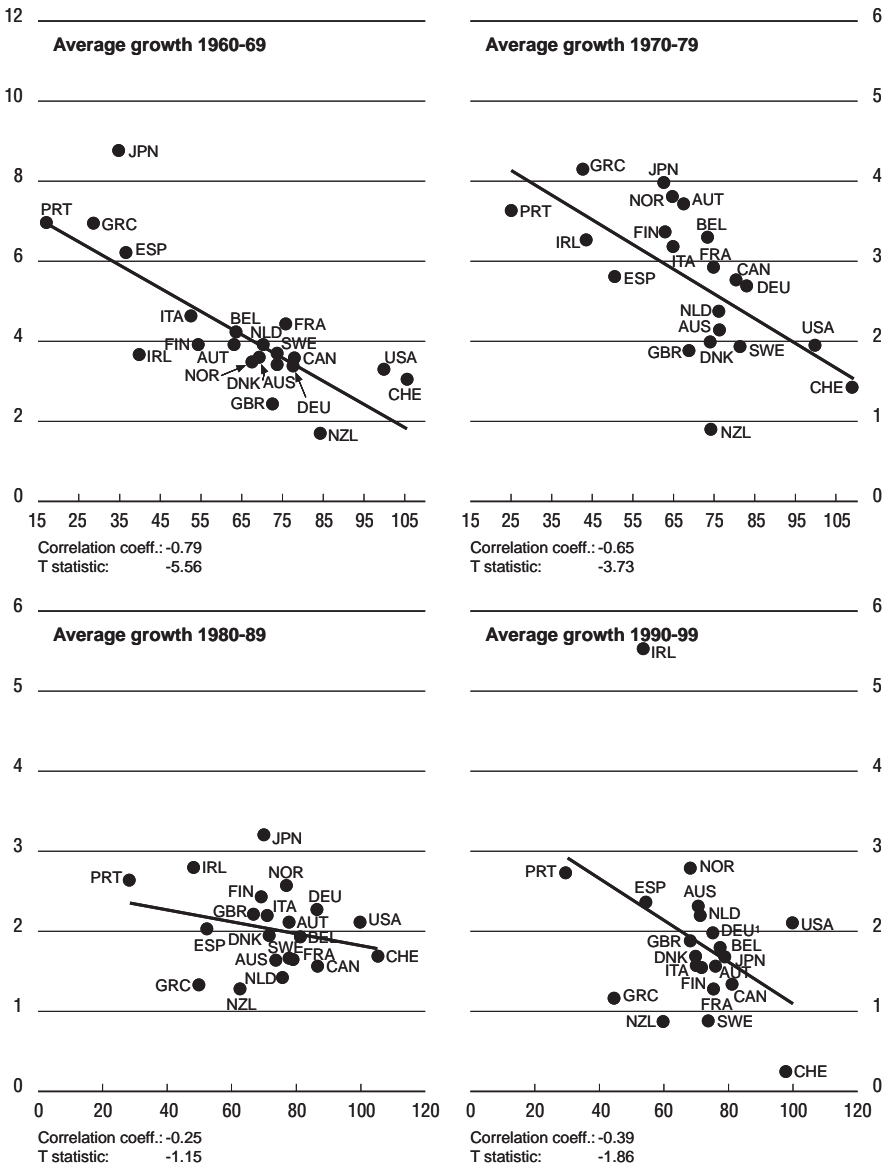 12
6
Average growth 1960-69
Average growth 1970-79
10
5
JPN
GRC
JPN
8
4
PRT
GRC
NOR
AUT
PRT
ESP
FIN
BEL
IRL
ITA
FRA
6
3
ESP
CAN
DEU
ITA
BEL
FRA
NLD
FIN
NLD
SWE
AUS
USA
4
2
IRL
AUT
CAN
USA
GBR
DNK
SWE
NOR
DNK
AUS
CHE
CHE
GBR
DEU
2
1
NZL
NZL
0
0
15 25 35 45 55 65 75 85 95 105
15 25 35 45 55 65 75 85 95 105
Correlation coeff.: -0.79
T statistic: -5.56
Correlation coeff.: -0.65
T statistic: -3.73
6
6
Average growth 1980-89
Average growth 1990-99
IRL
5
5
4
4
JPN
3
3
PRT
IRL
NOR
PRT
NOR
FIN
DEU
ESP
AUS
GBR
ITA
AUT
USA
NLD
USA
2
2
ESP
DNK
BEL
GBR
DEU¹
BEL
SWE
FRA
CHE
DNK
JPN
AUS
CAN
ITA
AUT
GRC
NLD
FIN
CAN
NZL
GRC
FRA
1
1
NZL
SWE
CHE
0
0
0 20 40 60 80 100 120
0 20 40 60 80 100 120
Correlation coeff.: -0.25
T statistic: -1.15
Correlation coeff.: -0.39
T statistic: -1.86